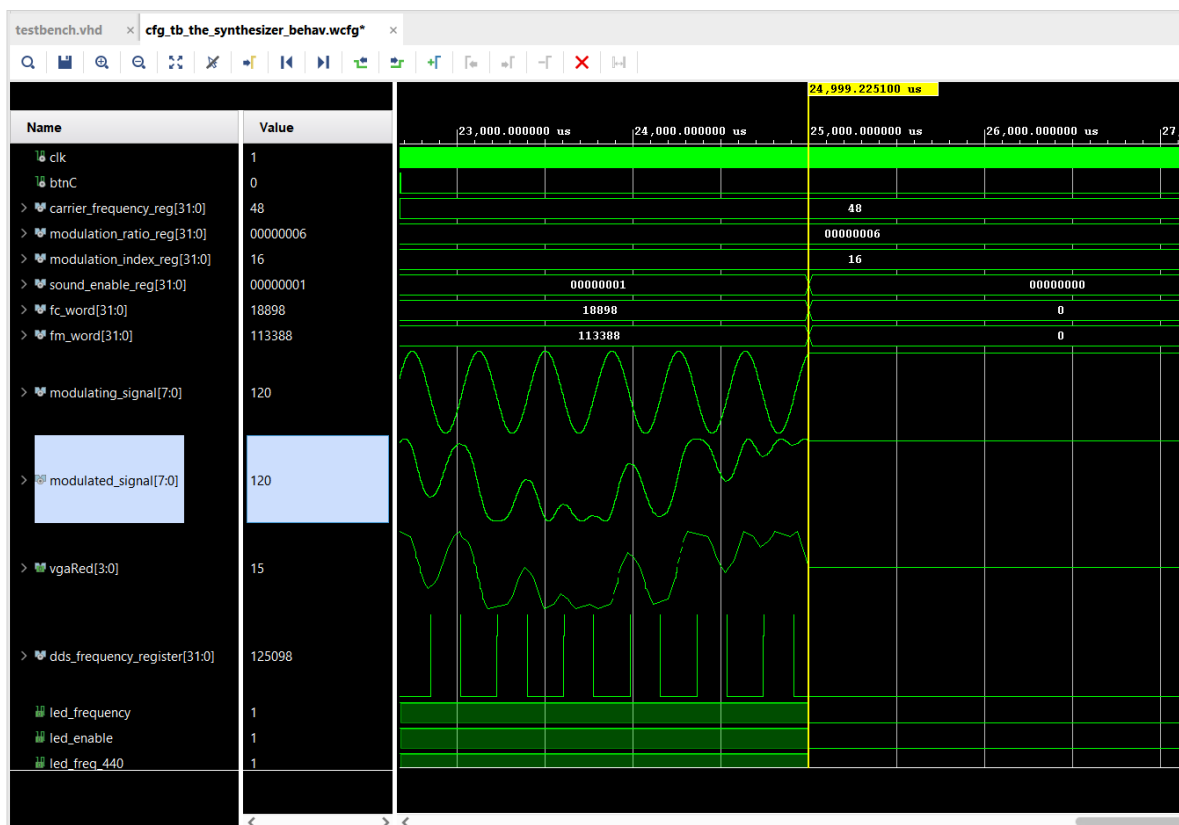 testbench.vhd × cfg_tb_the_synthesizer_behav.wcfg* ×
24,999.225100 us
Name Value
23,000.000000 us 24,000.000000 us 25,000.000000 us 26,000.000000 us 27,
clk 1
btnC 0
carrier_frequency_reg[31:0] 48 48
modulation_ratio_reg[31:0] 00000006 00000006
modulation_index_reg[31:0] 16 16
sound_enable_reg[31:0] 00000001 00000001 00000000
fc_word[31:0] 18898 18898 0
fm_word[31:0] 113388 113388 0
modulating_signal[7:0] 120
modulated_signal[7:0] 120
vgaRed[3:0] 15
dds_frequency_register[31:0] 125098
led_frequency 1
led_enable 1
led_freq_440 1